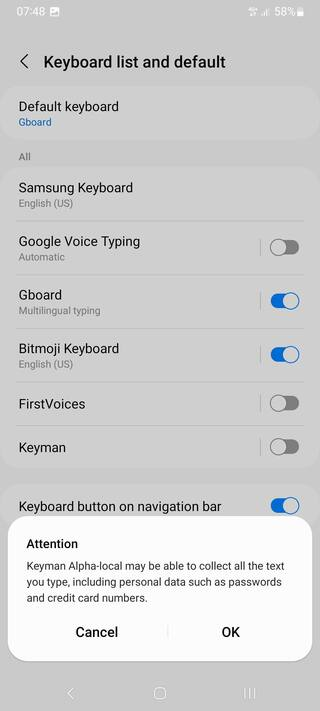 07:48
58%
Keyboard list and default
Default keyboard
Gboard
All
Samsung Keyboard
English (US)
Google Voice Typing
Automatic
Gboard
Multilingual typing
Bitmoji Keyboard
English (US)
FirstVoices
Keyman
Keyboard button on navigation bar
Attention
Keyman Alpha-local may be able to collect all the text
you type, including personal data such as passwords
and credit card numbers.
Cancel
OK